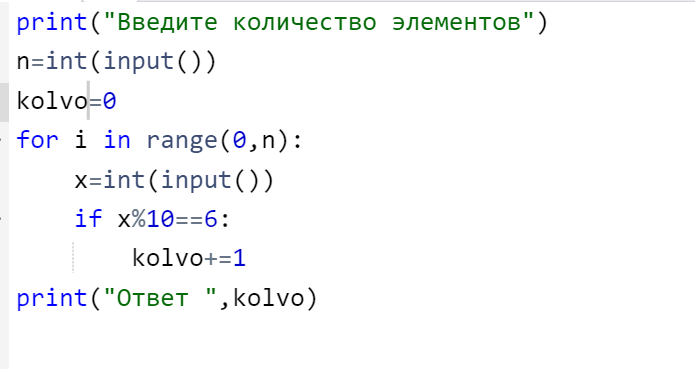 print("Введите количество элементов")
n=int(input())
kolvo=0
for i in range(0,n):
    x=int(input())
    if x%10==6:
        kolvo+=1
print("Ответ ",kolvo)